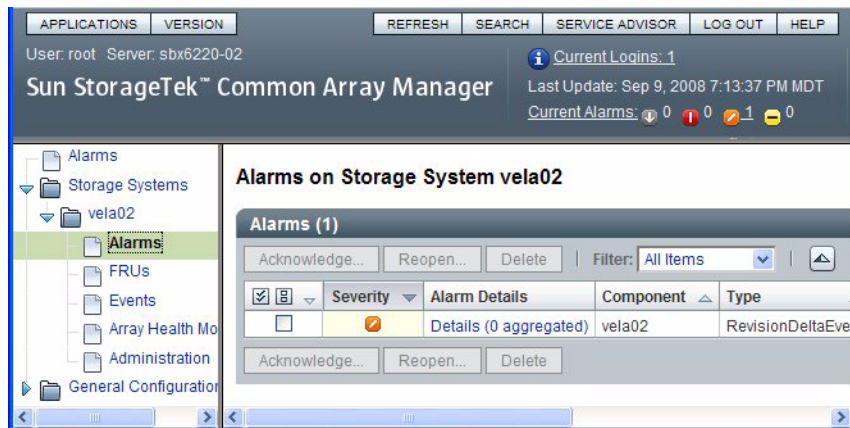 APPLICATIONS VERSION REFRESH SEARCH SERVICE ADVISOR LOG OUT HELP
User: root Server: sbx6220-02
Current Logins: 1
Sun StorageTek™ Common Array Manager
Last Update: Sep 9, 2008 7:13:37 PM MDT
Current Alarms: 0 0 1 0
Alarms
Storage Systems
vela02
Alarms
FRUs
Events
Array Health Mo
Administration
General Configuration
Alarms on Storage System vela02
Alarms (1)
Acknowledge... Reopen... Delete Filter: All Items
Severity Alarm Details Component Type
Details (0 aggregated) vela02 RevisionDeltaEve
Acknowledge... Reopen... Delete